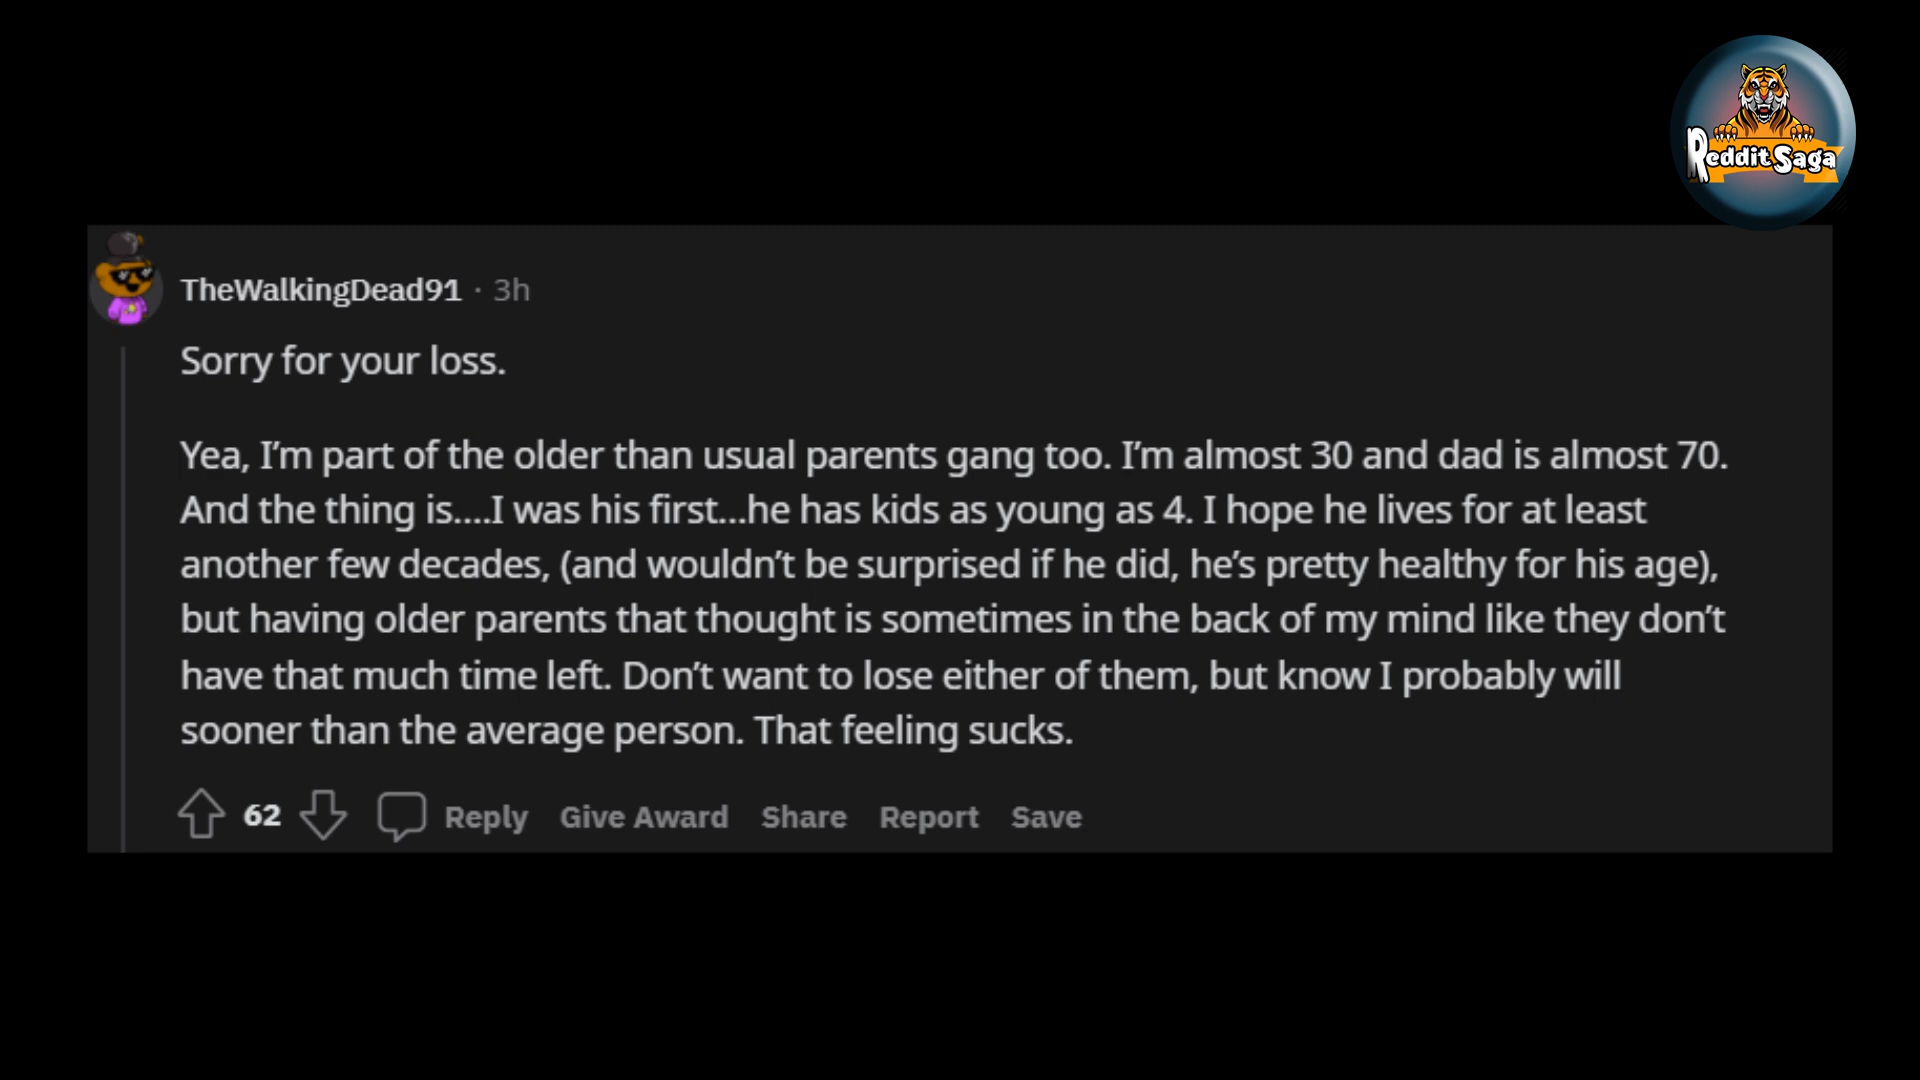 Reddit Saga
TheWalkingDead91 · 3h
Sorry for your loss.
Yea, I’m part of the older than usual parents gang too. I’m almost 30 and dad is almost 70.
And the thing is....I was his first...he has kids as young as 4. I hope he lives for at least
another few decades, (and wouldn’t be surprised if he did, he’s pretty healthy for his age),
but having older parents that thought is sometimes in the back of my mind like they don’t
have that much time left. Don’t want to lose either of them, but know I probably will
sooner than the average person. That feeling sucks.
62 Reply Give Award Share Report Save